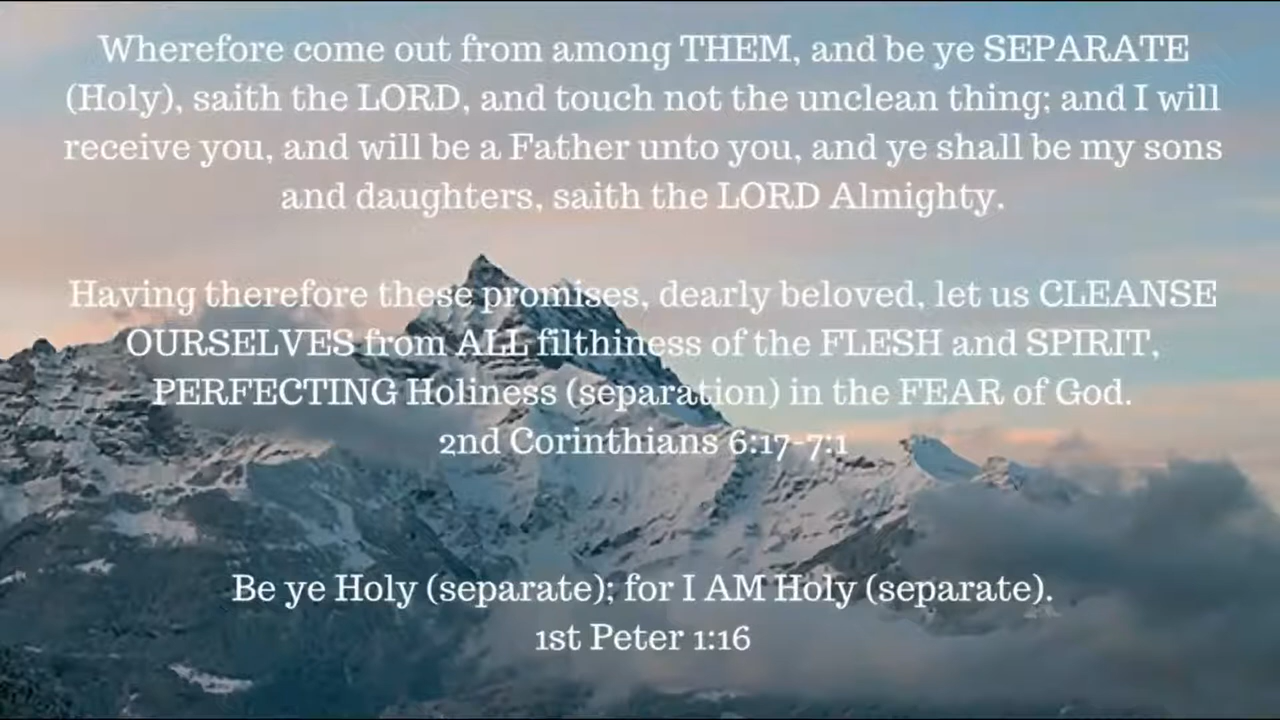 Wherefore come out from among THEM, and be ye SEPARATE
(Holy), saith the LORD, and touch not the unclean thing; and I will
receive you, and will be a Father unto you, and ye shall be my sons
and daughters, saith the LORD Almighty.
Having therefore these promises, dearly beloved, let us CLEANSE
OURSELVES from ALL filthiness of the FLESH and SPIRIT,
PERFECTING Holiness (separation) in the FEAR of God.
2nd Corinthians 6:17-7:1
Be ye Holy (separate); for I AM Holy (separate).
1st Peter 1:16